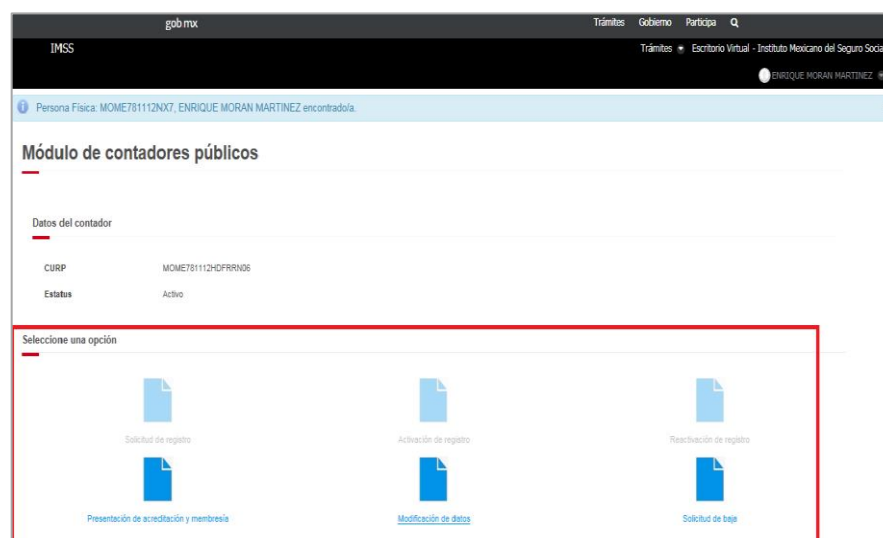 gob mx Trámites Gobierno Participa
IMSS Trámites Escritorio Virtual - Instituto Mexicano del Seguro Socia
ENRIQUE MORAN MARTINEZ
Persona Física: MOME781112NX7, ENRIQUE MORAN MARTINEZ encontrado/a.
Módulo de contadores públicos
Datos del contador
CURP MOME781112HDFRRN06
Estatus Activo
Seleccione una opción
Solicitud de registro Activación de registro Reactivación de registro
Presentación de acreditación y membresía Modificación de datos Solicitud de baja